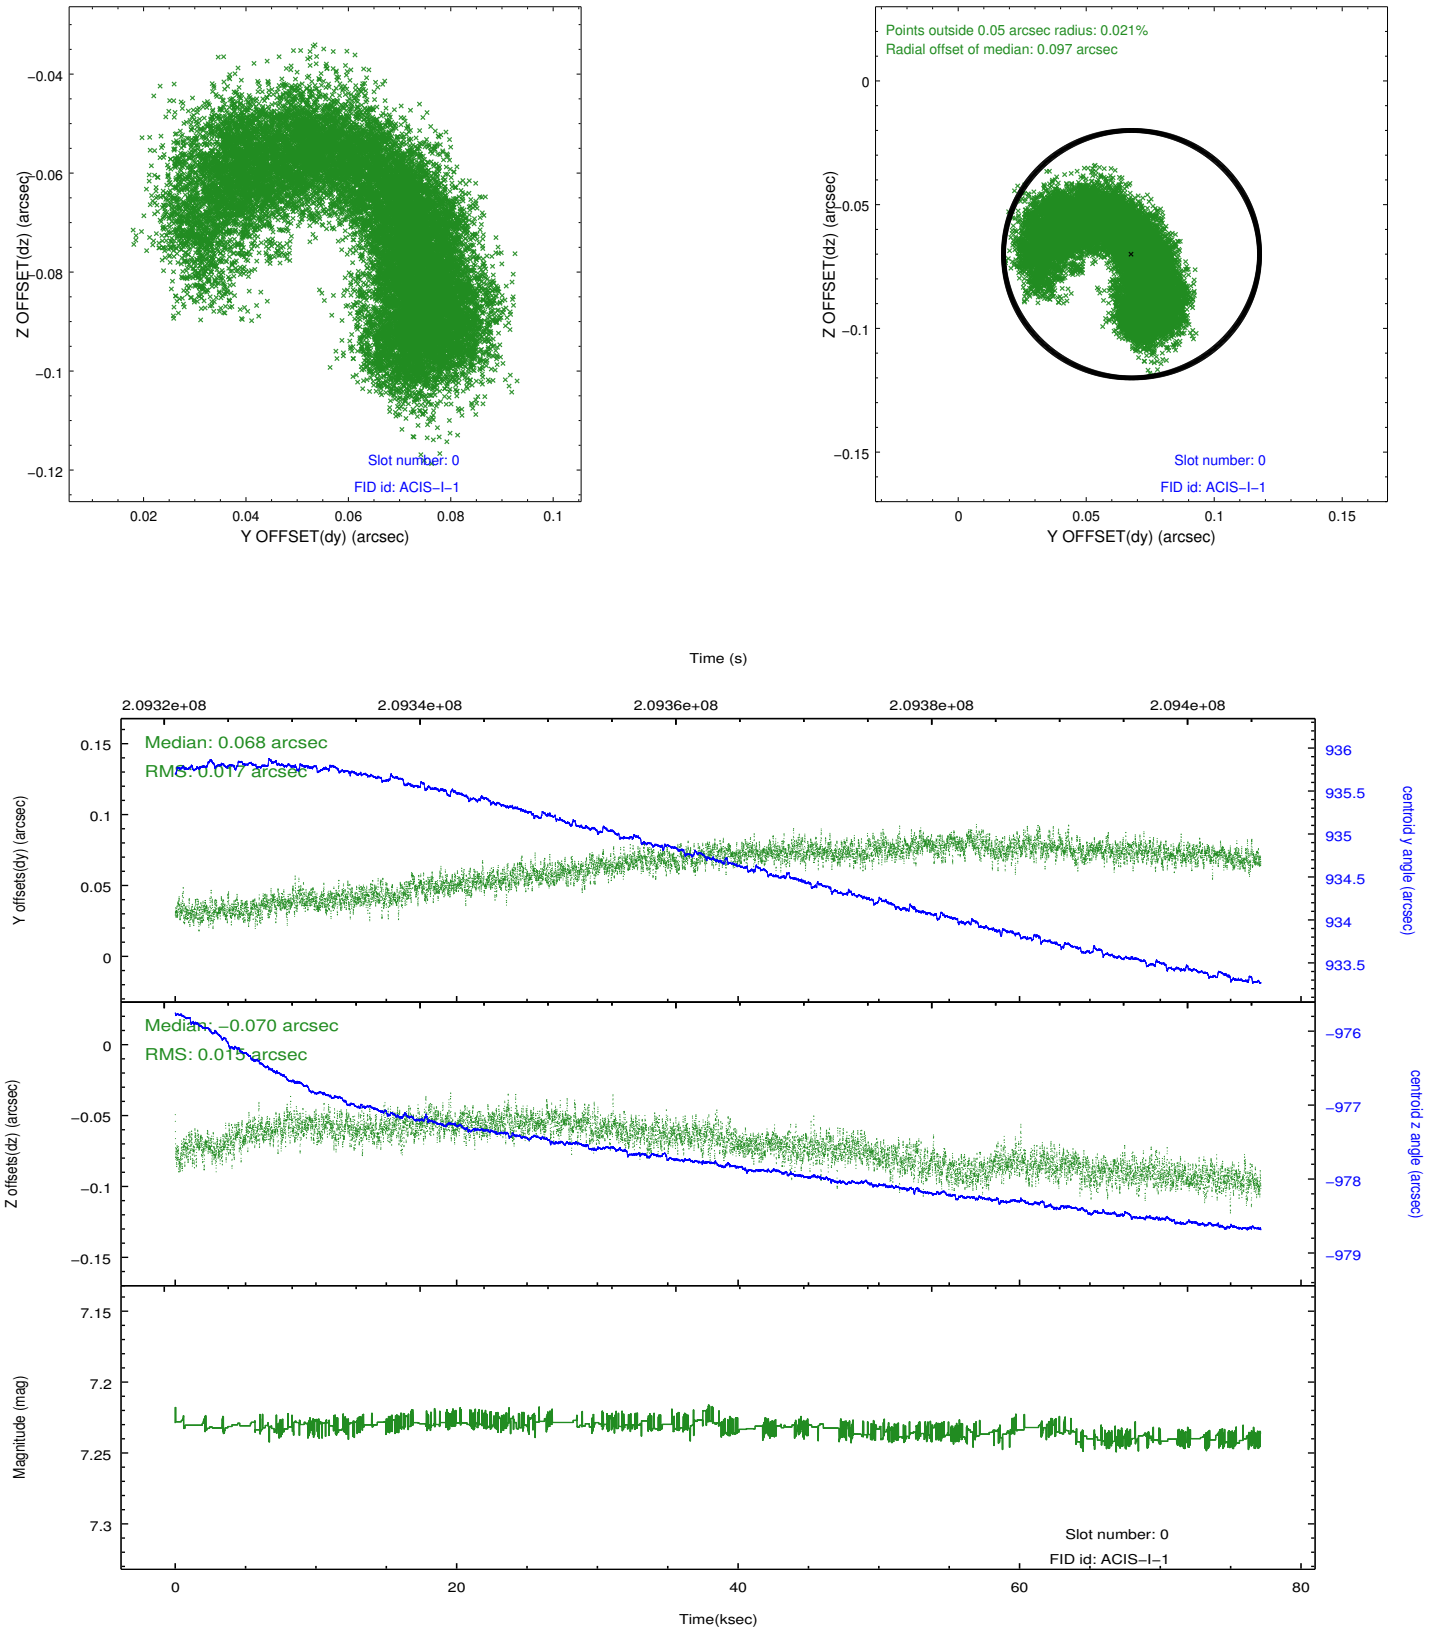 −0.04
−0.06
−0.08
−0.1
−0.12
Z OFFSET(dz) (arcsec)
Slot number: 0
FID id: ACIS−I−1
0.02
0.04
0.06
0.08
0.1
Y OFFSET(dy) (arcsec)
Points outside 0.05 arcsec radius: 0.021%
Radial offset of median: 0.097 arcsec
0
−0.05
−0.1
−0.15
Z OFFSET(dz) (arcsec)
Slot number: 0
FID id: ACIS−I−1
0
0.05
0.1
0.15
Y OFFSET(dy) (arcsec)
Time (s)
2.0932e+08
2.0934e+08
2.0936e+08
2.0938e+08
2.094e+08
Median: 0.068 arcsec
RMS: 0.017 arcsec
0.15
0.1
0.05
0
Y offsets(dy) (arcsec)
936
935.5
935
934.5
934
933.5
centroid y angle (arcsec)
Median: −0.070 arcsec
RMS: 0.015 arcsec
0
−0.05
−0.1
−0.15
Z offsets(dz) (arcsec)
−976
−977
−978
−979
centroid z angle (arcsec)
7.15
7.2
7.25
7.3
Magnitude (mag)
Slot number: 0
FID id: ACIS−I−1
0
20
40
60
80
Time(ksec)